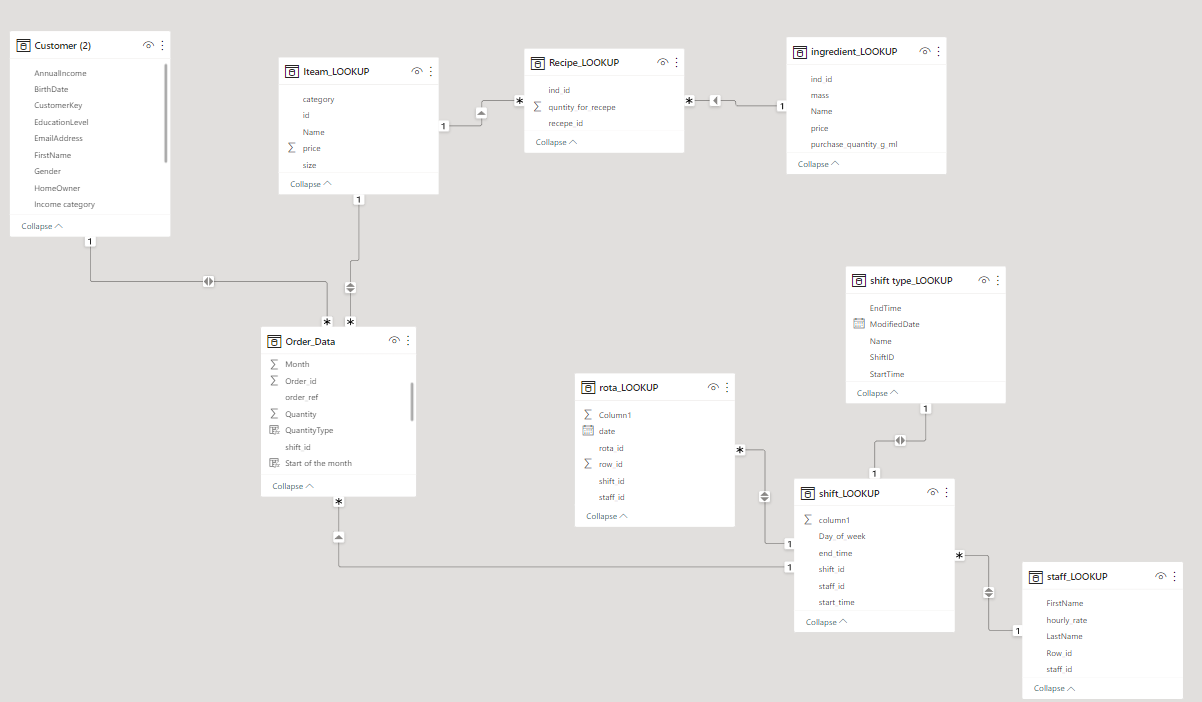 Customer (2)
AnnualIncome
BirthDate
CustomerKey
EducationLevel
EmailAddress
FirstName
Gender
HomeOwner
Income category
Collapse
1
Iteam_LOOKUP
category
id
Name
price
size
Collapse
1
1
Recipe_LOOKUP
ind_id
quntity_for_recepe
recepe_id
Collapse
*
*
ingredient_LOOKUP
ind_id
mass
Name
price
purchase_quantity_g_ml
Collapse
1
*
*
Order_Data
Month
Order_id
order_ref
Quantity
QuantityType
shift_id
Start of the month
Collapse
*
rota_LOOKUP
Column1
date
rota_id
row_id
shift_id
staff_id
Collapse
*
shift type_LOOKUP
EndTime
ModifiedDate
Name
ShiftID
StartTime
Collapse
1
1
shift_LOOKUP
column1
Day_of_week
end_time
shift_id
staff_id
start_time
Collapse
1
1
*
staff_LOOKUP
FirstName
hourly_rate
LastName
Row_id
staff_id
Collapse
1